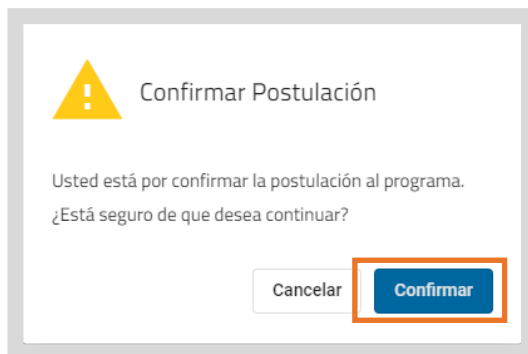 Confirmar Postulación
Usted está por confirmar la postulación al programa.
¿Está seguro de que desea continuar?
Cancelar
Confirmar